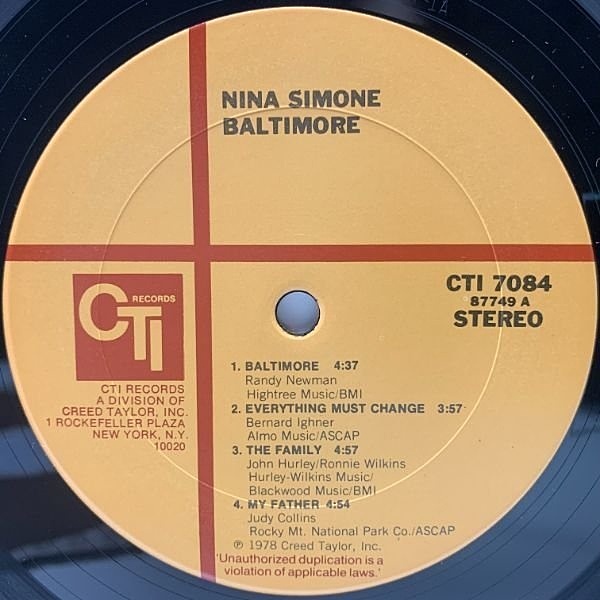 NINA SIMONE
BALTIMORE
CTI RECORDS
CTI RECORDS
A DIVISION OF
CREED TAYLOR, INC.
1 ROCKEFELLER PLAZA
NEW YORK, N.Y.
10020
CTI 7084
87749 A
STEREO
1. BALTIMORE 4:37
Randy Newman
Hightree Music/BMI
2. EVERYTHING MUST CHANGE 3:57
Bernard Ighner
Almo Music/ASCAP
3. THE FAMILY 4:57
John Hurley/Ronnie Wilkins
Hurley-Wilkins Music/
Blackwood Music/BMI
4. MY FATHER 4:54
Judy Collins
Rocky Mt. National Park Co./ASCAP
℗ 1978 Creed Taylor, Inc.
'Unauthorized duplication is a
violation of applicable laws.'